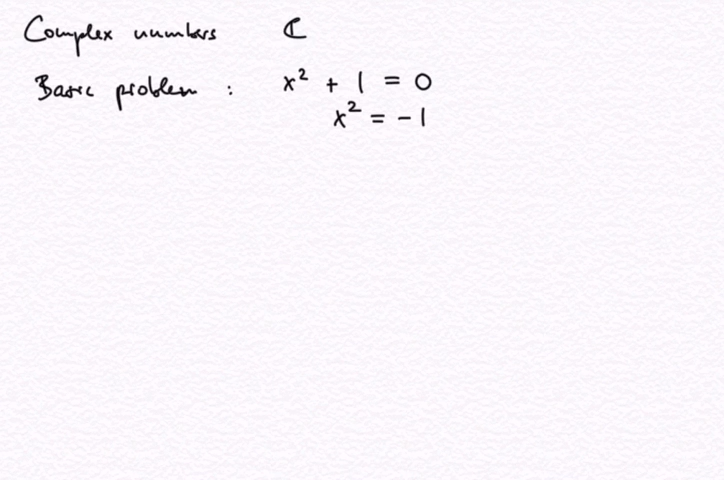 Complex numbers ℂ
Basic problem : x² + 1 = 0
x² = -1